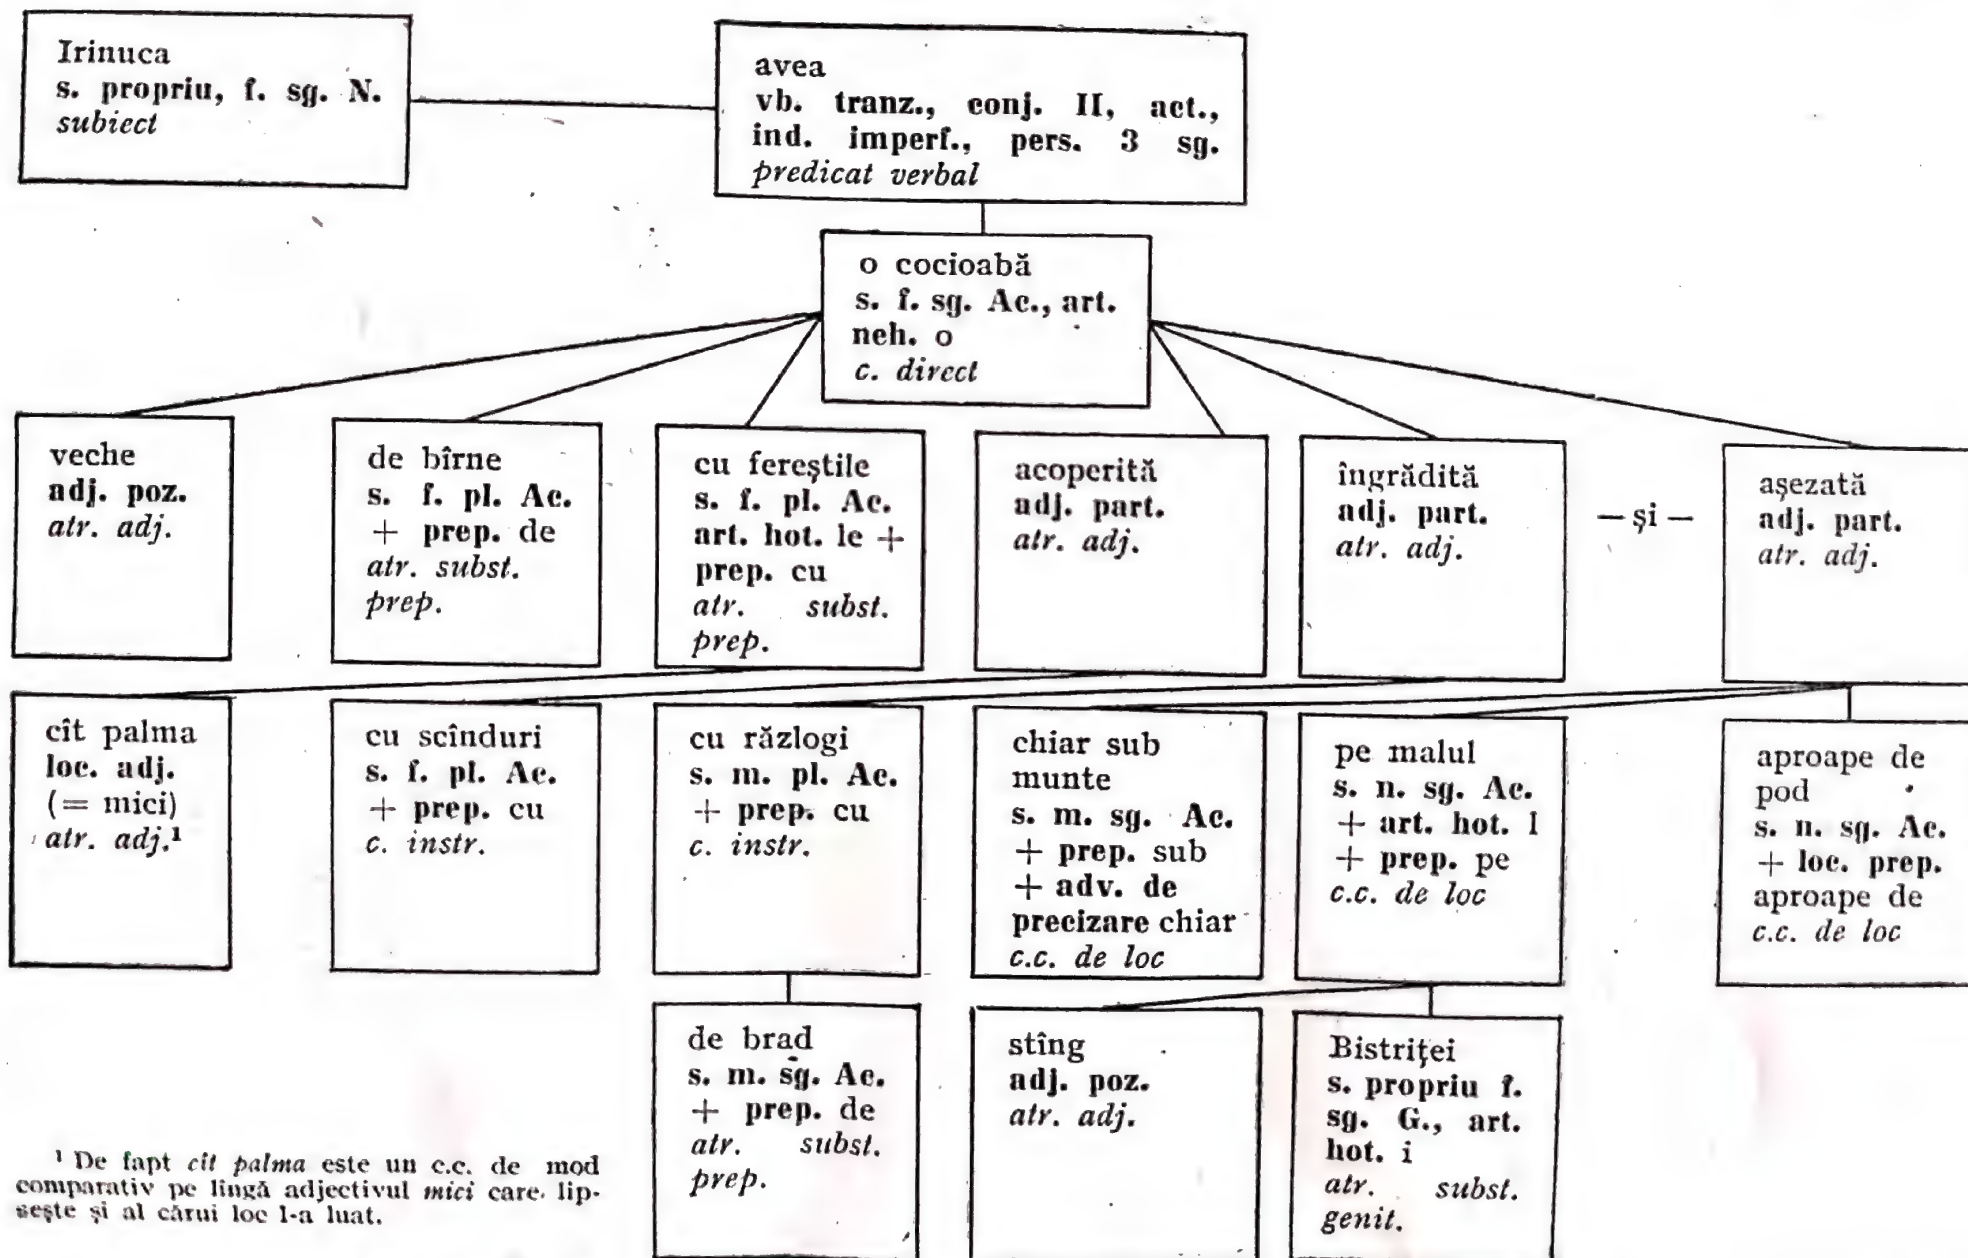 Irinuca
s. propriu, f. sg. N.
subiect
avea
vb. tranz., conj. II, act.,
ind. imperf., pers. 3 sg.
predicat verbal
o cocioabă
s. f. sg. Ac., art.
neh. o
c. direct
veche
adj. poz.
atr. adj.
de bîrne
s. f. pl. Ac.
+ prep. de
atr. subst.
prep.
cu fereştile
s. f. pl. Ac.
art. hot. le +
prep. cu
atr. subst.
prep.
acoperită
adj. part.
atr. adj.
îngrădită
adj. part.
atr. adj.
— şi —
aşezată
adj. part.
atr. adj.
cît palma
loc. adj.
(= mici)
atr. adj.¹
cu scînduri
s. f. pl. Ac.
+ prep. cu
c. instr.
cu răzlogi
s. m. pl. Ac.
+ prep. cu
c. instr.
chiar sub
munte
s. m. sg. Ac.
+ prep. sub
+ adv. de
precizare chiar
c.c. de loc
pe malul
s. n. sg. Ac.
+ art. hot. l
+ prep. pe
c.c. de loc
aproape de
pod
s. n. sg. Ac.
+ loc. prep.
aproape de
c.c. de loc
de brad
s. m. sg. Ac.
+ prep. de
atr. subst.
prep.
stîng
adj. poz.
atr. adj.
Bistriţei
s. propriu f.
sg. G., art.
hot. i
atr. subst.
genit.
¹ De fapt cît palma este un c.c. de mod
comparativ pe lîngă adjectivul mici care lip-
seşte şi al cărui loc l-a luat.